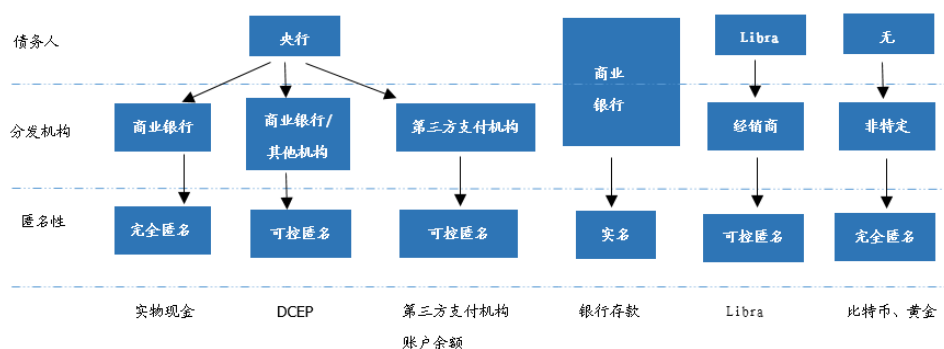 债务人
央行
商业
银行
Libra
无
分发机构
商业银行
商业银行/
其他机构
第三方支付机构
经销商
非特定
匿名性
完全匿名
可控匿名
可控匿名
实名
可控匿名
完全匿名
实物现金
DCEP
第三方支付机构
账户余额
银行存款
Libra
比特币、黄金